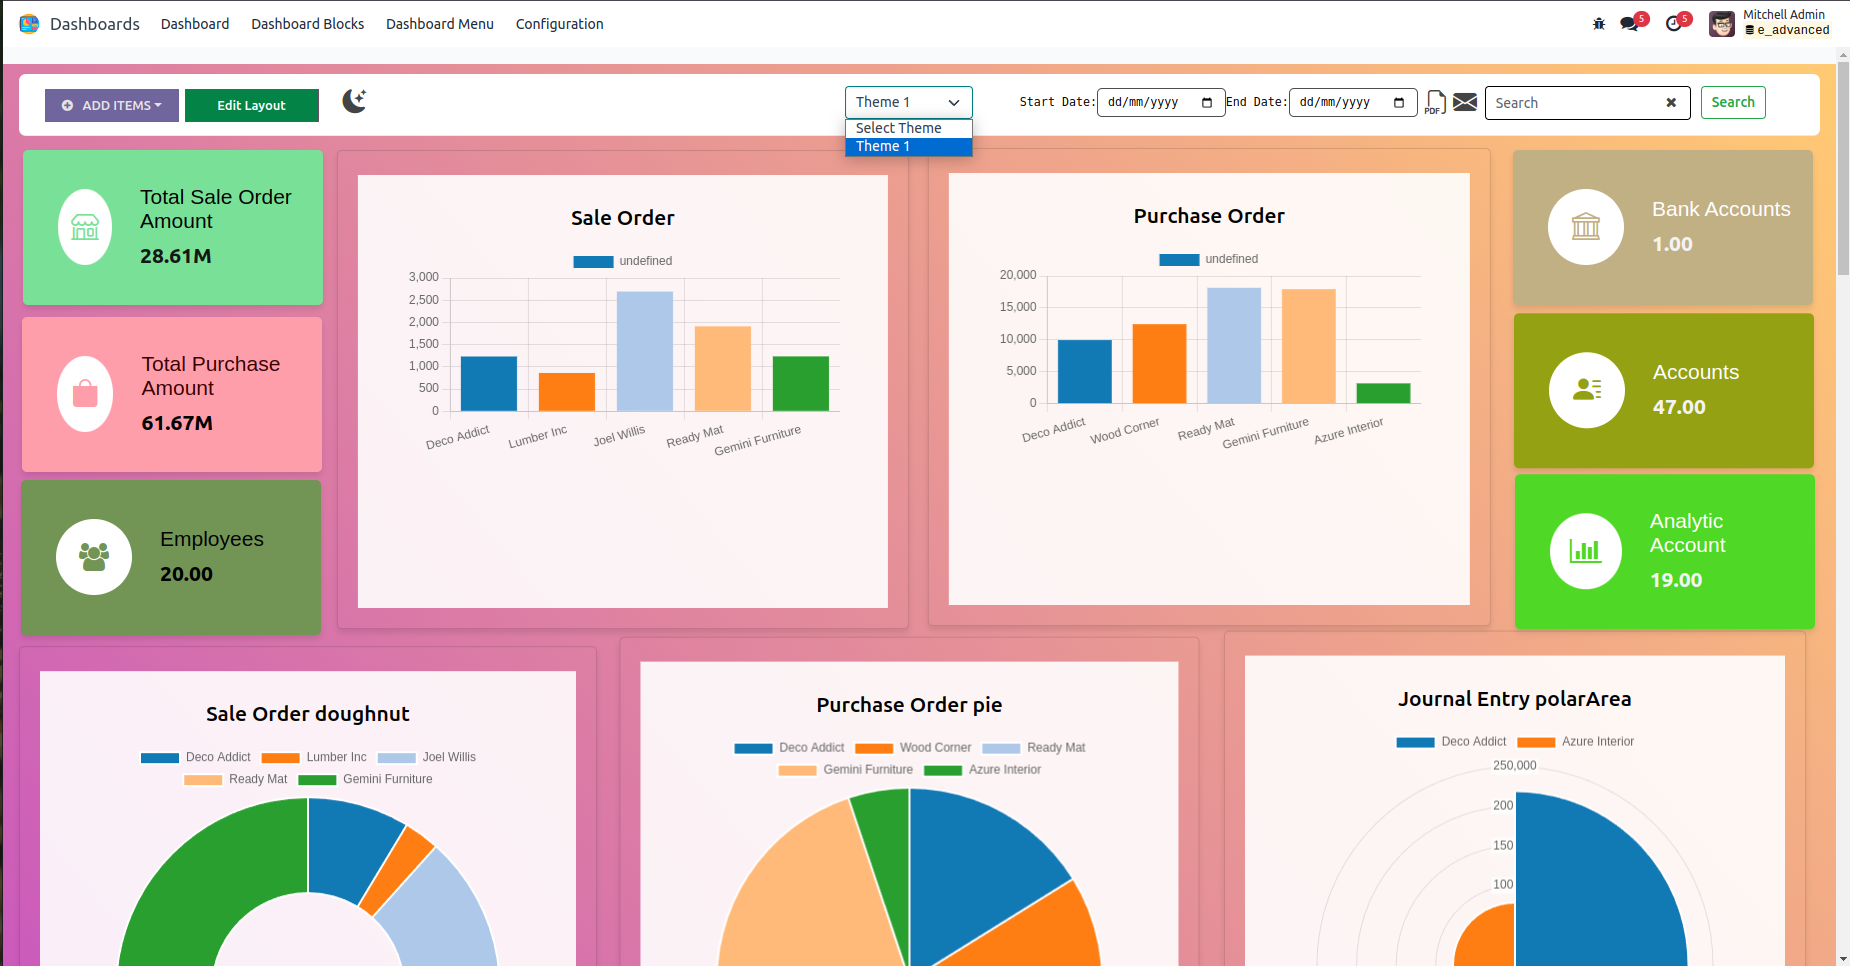 Dashboards Dashboard Dashboard Blocks Dashboard Menu Configuration 5 5 Mitchell Admin
e_advanced
ADD ITEMS Edit Layout Theme 1 Start Date: dd/mm/yyyy End Date: dd/mm/yyyy PDF Search Search
Select Theme
Theme 1
Total Sale Order
Amount
28.61M
Total Purchase
Amount
61.67M
Employees
20.00
Sale Order
undefined
3,000
2,500
2,000
1,500
1,000
500
0
Deco Addict Lumber Inc Joel Willis Ready Mat Gemini Furniture
Purchase Order
undefined
20,000
15,000
10,000
5,000
0
Deco Addict Wood Corner Ready Mat Gemini Furniture Azure Interior
Bank Accounts
1.00
Accounts
47.00
Analytic
Account
19.00
Sale Order doughnut
Deco Addict Lumber Inc Joel Willis
Ready Mat Gemini Furniture
Purchase Order pie
Deco Addict Wood Corner Ready Mat
Gemini Furniture Azure Interior
Journal Entry polarArea
Deco Addict Azure Interior
250,000
200
150
100